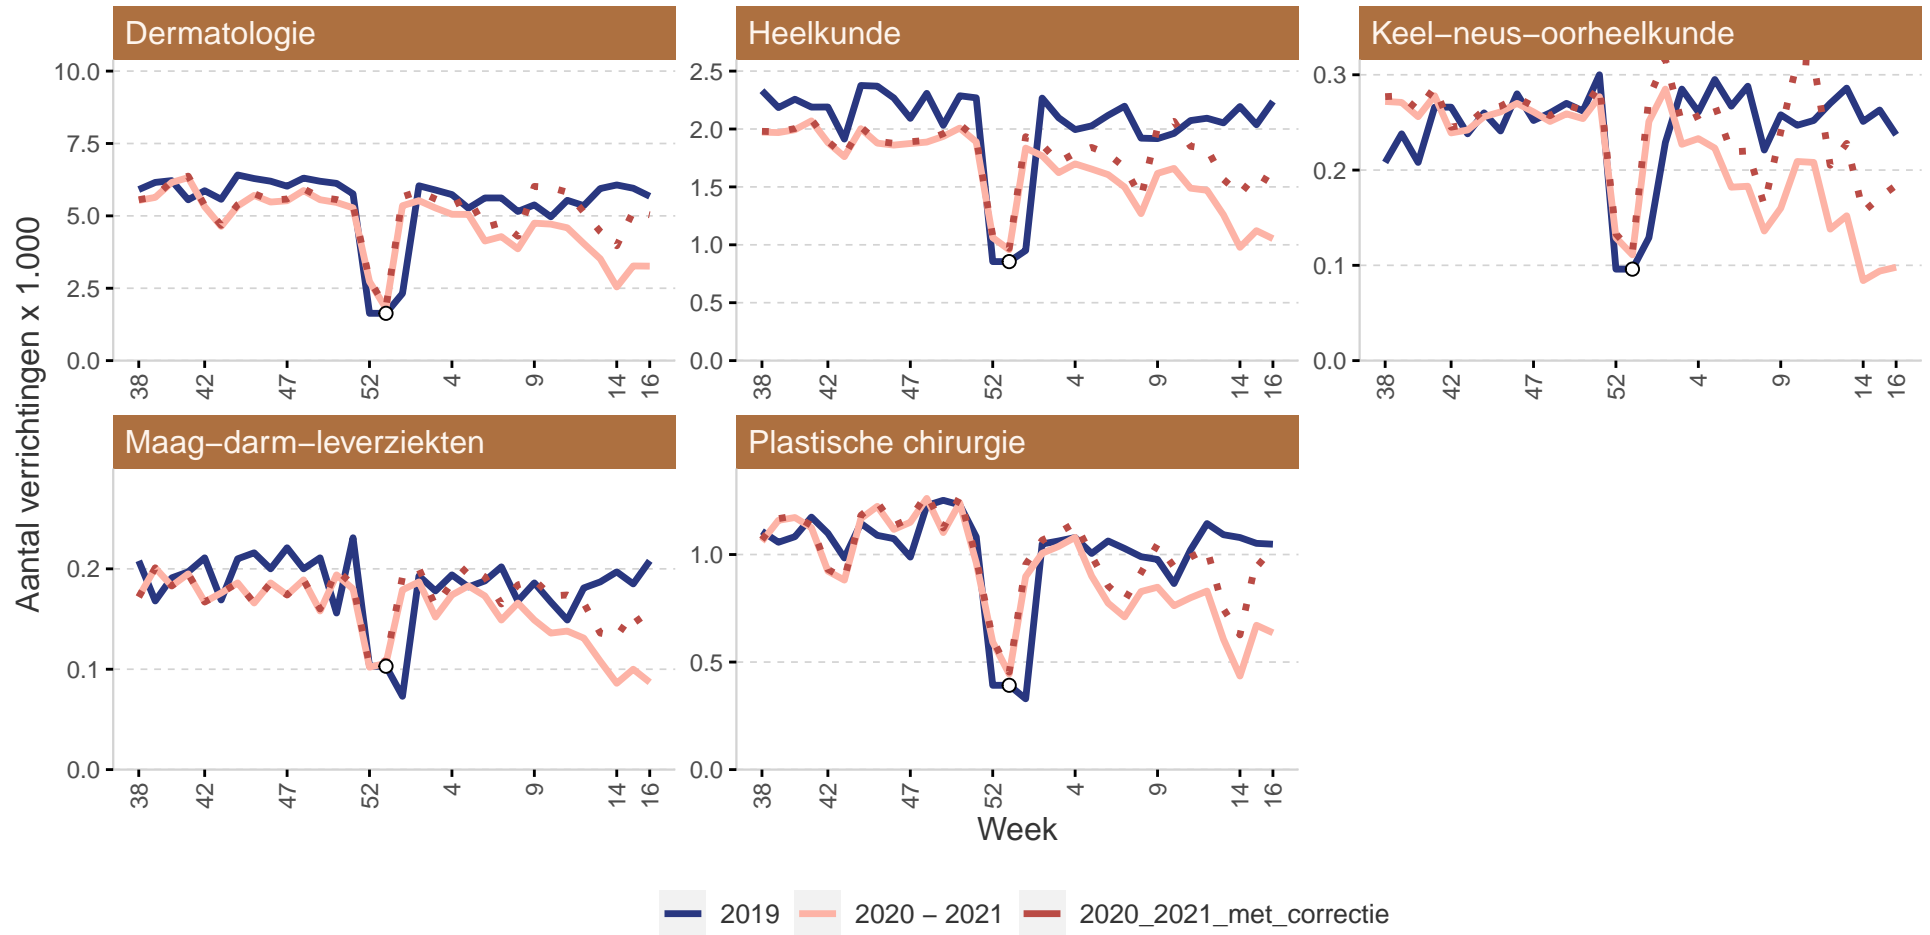 Dermatologie
Heelkunde
Keel−neus−oorheelkunde
10.0
7.5
5.0
2.5
0.0
2.5
2.0
1.5
1.0
0.5
0.0
0.3
0.2
0.1
0.0
38 42 47 52 4 9 14 16
38 42 47 52 4 9 14 16
38 42 47 52 4 9 14 16
Maag−darm−leverziekten
Plastische chirurgie
0.2
0.1
0.0
1.0
0.5
0.0
38 42 47 52 4 9 14 16
38 42 47 52 4 9 14 16
Aantal verrichtingen x 1.000
Week
2019
2020 − 2021
2020_2021_met_correctie